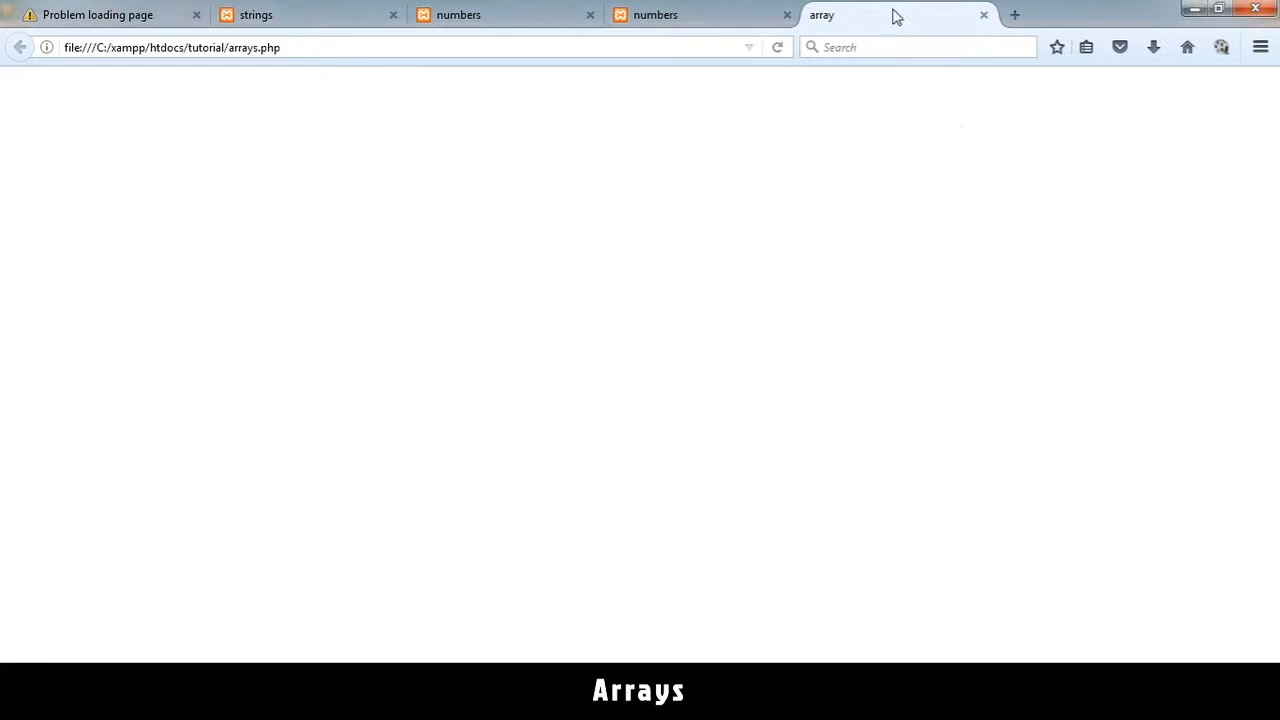 Problem loading page
strings
numbers
numbers
array
file:///C:/xampp/htdocs/tutorial/arrays.php
Search
Arrays